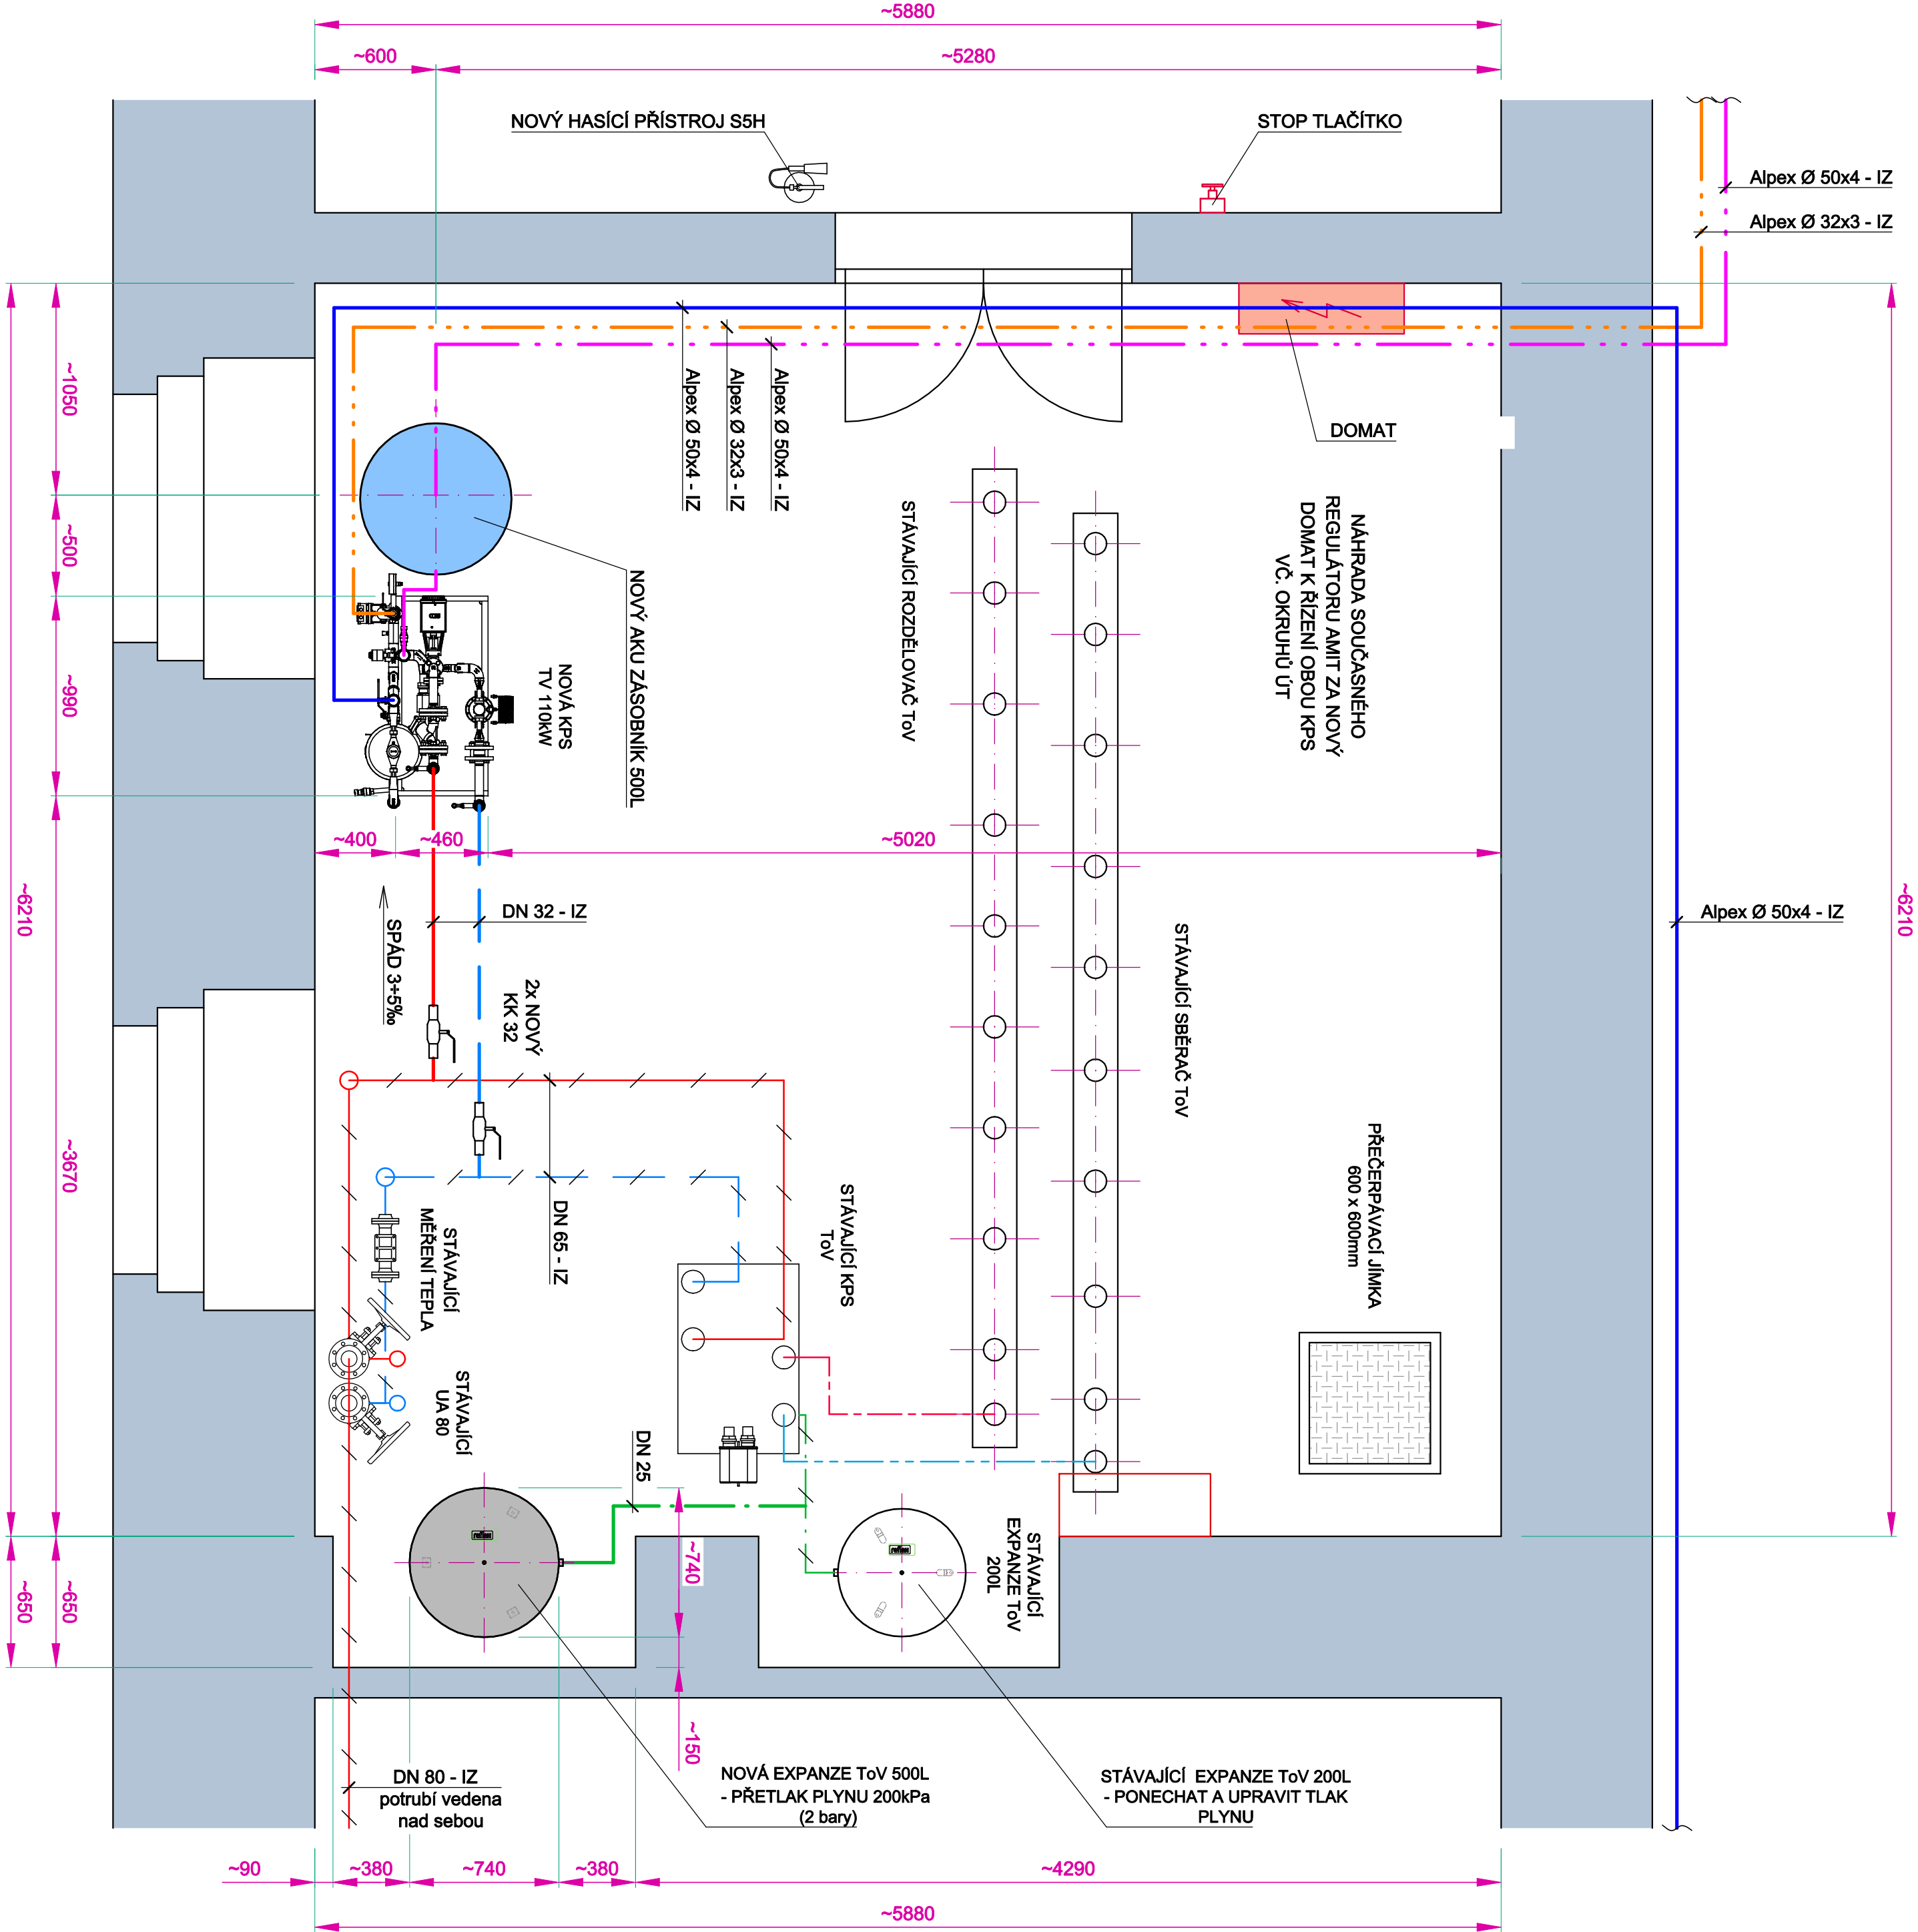 ~5880
~600
~5280
NOVÝ HASÍCÍ PŘÍSTROJ S5H
STOP TLAČÍTKO
Alpex Ø 50x4 - IZ
Alpex Ø 32x3 - IZ
DOMAT
Alpex Ø 50x4 - IZ
Alpex Ø 32x3 - IZ
Alpex Ø 50x4 - IZ
~1050
~500
~990
~3670
~650
~6210
~650
~6210
NÁHRADA SOUČASNÉHO
REGULÁTORU AMIT ZA NOVÝ
DOMAT K ŘÍZENÍ OBOU KPS
VČ. OKRUHŮ ÚT
STÁVAJÍCÍ ROZDĚLOVAČ ToV
NOVÝ AKU ZÁSOBNÍK 500L
NOVÁ KPS
TV 110kW
~400
~460
~5020
DN 32 - IZ
Alpex Ø 50x4 - IZ
SPÁD 3÷5‰
2x NOVÝ
KK 32
STÁVAJÍCÍ SBĚRAČ ToV
PŘEČERPÁVACÍ JÍMKA
600 x 600mm
DN 65 - IZ
STÁVAJÍCÍ KPS
ToV
STÁVAJÍCÍ
MĚŘENÍ TEPLA
STÁVAJÍCÍ
UA 80
DN 25
reflex
reflex
STÁVAJÍCÍ
EXPANZE ToV
200L
~740
~150
DN 80 - IZ
potrubí vedena
nad sebou
NOVÁ EXPANZE ToV 500L
- PŘETLAK PLYNU 200kPa
(2 bary)
STÁVAJÍCÍ EXPANZE ToV 200L
- PONECHAT A UPRAVIT TLAK
PLYNU
~90
~380
~740
~380
~4290
~5880